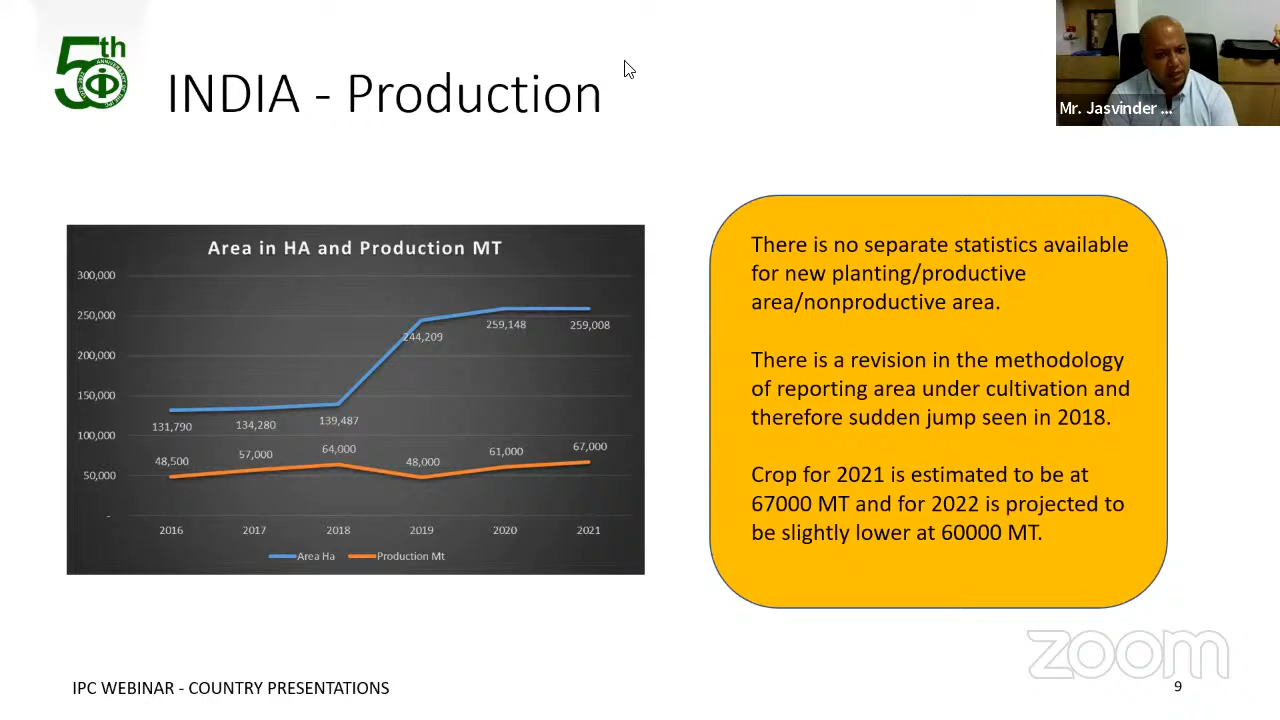 5th
INDIA - Production
Mr. Jasvinder ...
Area in HA and Production MT
300,000
250,000
200,000
150,000
100,000
50,000
-
131,790
134,280
139,487
244,209
259,148
259,008
48,500
57,000
64,000
48,000
61,000
67,000
2016
2017
2018
2019
2020
2021
Area Ha
Production Mt
There is no separate statistics available
for new planting/productive
area/nonproductive area.
There is a revision in the methodology
of reporting area under cultivation and
therefore sudden jump seen in 2018.
Crop for 2021 is estimated to be at
67000 MT and for 2022 is projected to
be slightly lower at 60000 MT.
zoom
IPC WEBINAR - COUNTRY PRESENTATIONS
9